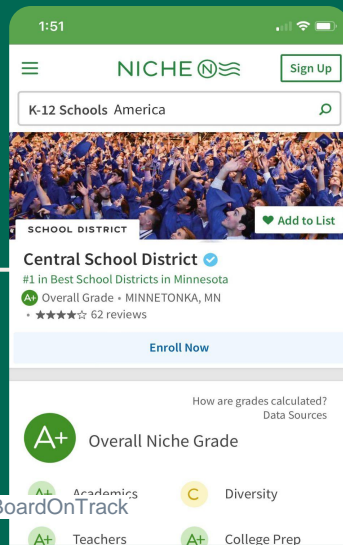 1:51
NICHE N
Sign Up
K-12 Schools America
SCHOOL DISTRICT
Add to List
Central School District
#1 in Best School Districts in Minnesota
A+ Overall Grade • MINNETONKA, MN
• ★★★★☆ 62 reviews
Enroll Now
How are grades calculated?
Data Sources
A+ Overall Niche Grade
A+ Academics C Diversity
BoardOnTrack
A+ Teachers A+ College Prep